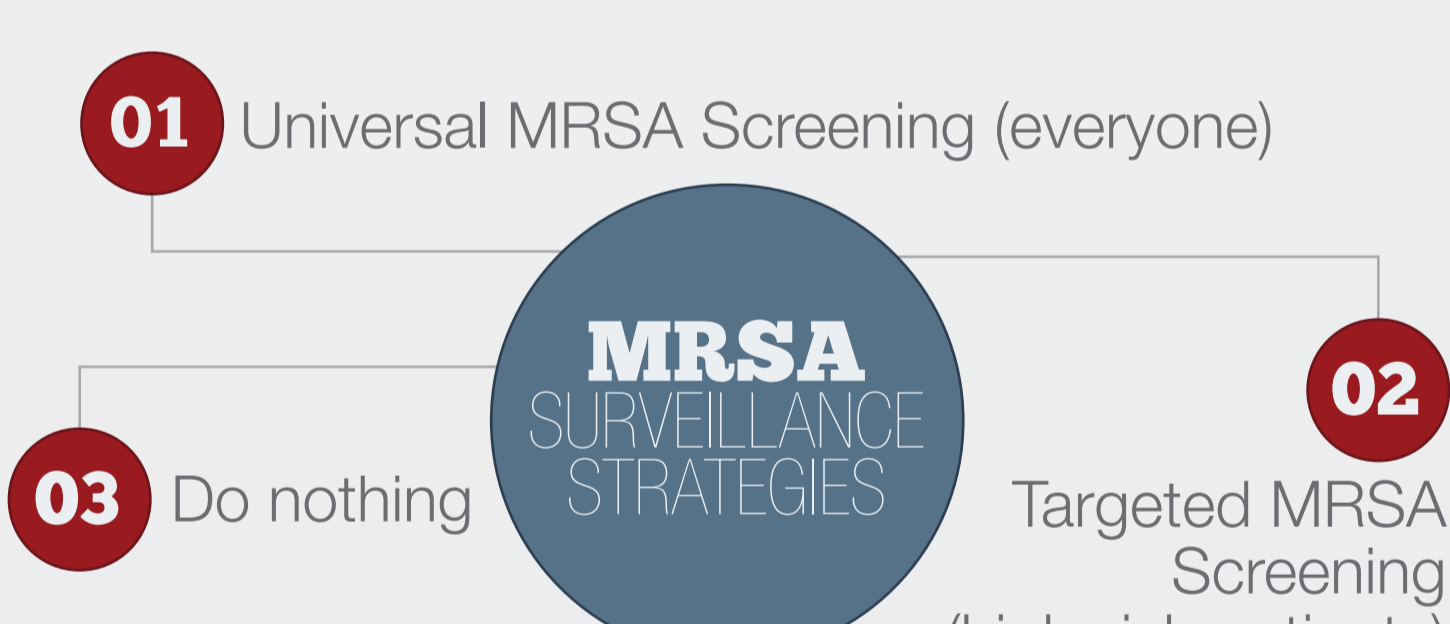 01 Universal MRSA Screening (everyone)
MRSA
SURVEILLANCE
STRATEGIES
02
Targeted MRSA
Screening
03 Do nothing